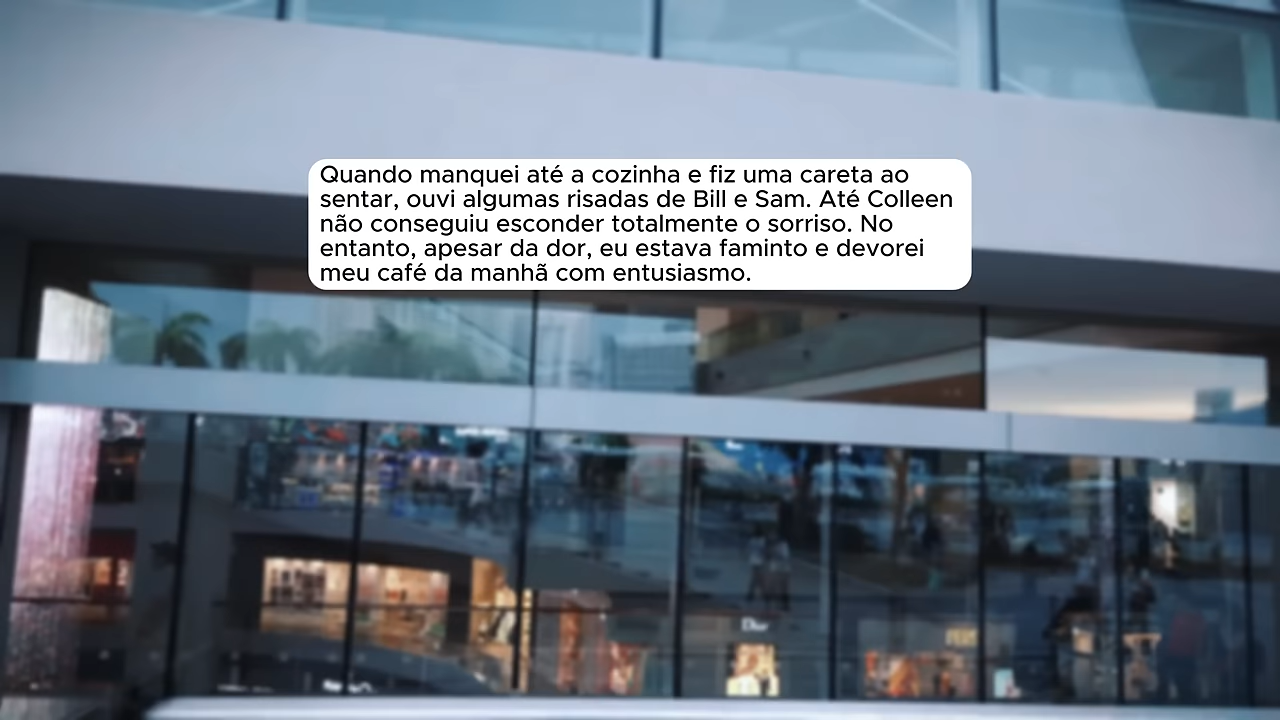 Quando manquei até a cozinha e fiz uma careta ao
sentar, ouvi algumas risadas de Bill e Sam. Até Colleen
não conseguiu esconder totalmente o sorriso. No
entanto, apesar da dor, eu estava faminto e devorei
meu café da manhã com entusiasmo.
Dior